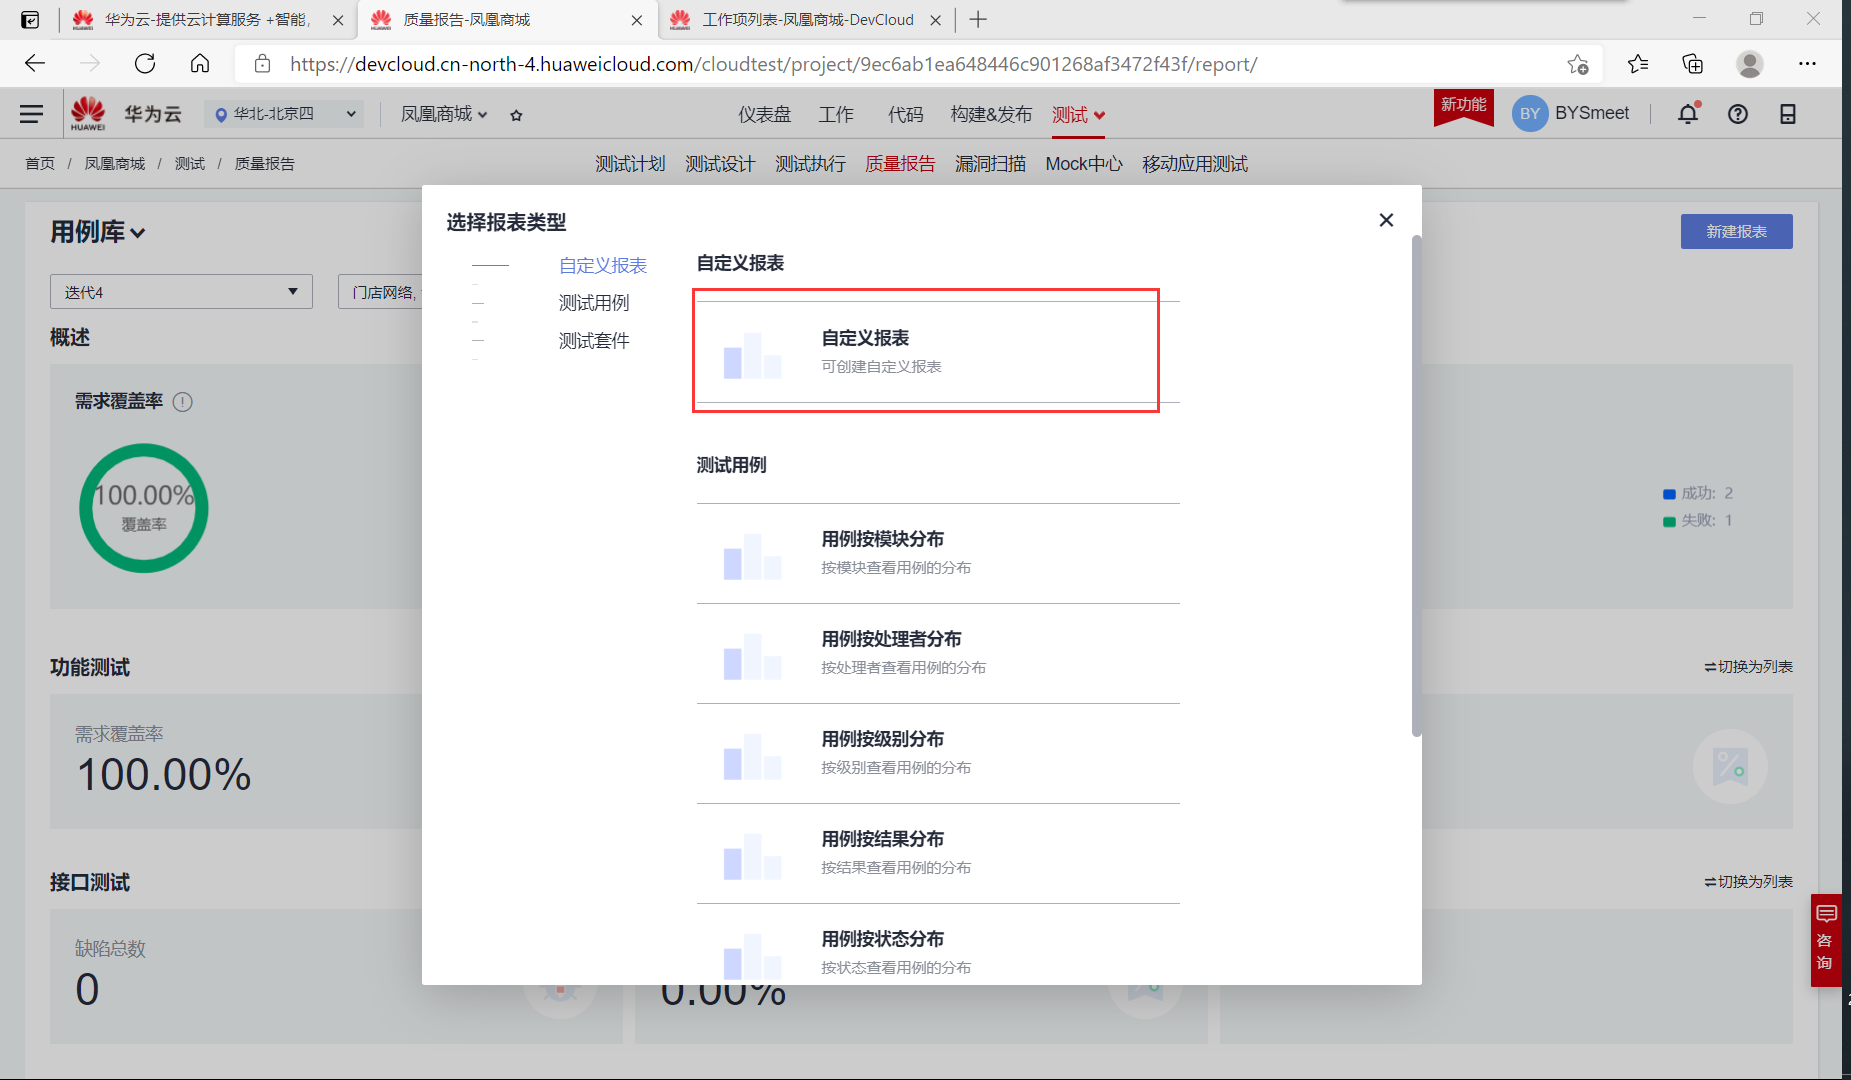 华为云-提供云计算服务 +智能,
质量报告-凤凰商城
工作项列表-凤凰商城-DevCloud
https://devcloud.cn-north-4.huaweicloud.com/cloudtest/project/9ec6ab1ea648446c901268af3472f43f/report/
HUAWEI
华为云
华北-北京四
凤凰商城
仪表盘
工作
代码
构建&发布
测试
新功能
BY
BYSmeet
首页 / 凤凰商城 / 测试 / 质量报告
测试计划
测试设计
测试执行
质量报告
漏洞扫描
Mock中心
移动应用测试
用例库
新建报表
迭代4
门店网络,
概述
需求覆盖率
100.00%
覆盖率
成功: 2
失败: 1
功能测试
切换为列表
需求覆盖率
100.00%
接口测试
切换为列表
缺陷总数
0
0.00%
选择报表类型
自定义报表
测试用例
测试套件
自定义报表
自定义报表
可创建自定义报表
测试用例
用例按模块分布
按模块查看用例的分布
用例按处理者分布
按处理者查看用例的分布
用例按级别分布
按级别查看用例的分布
用例按结果分布
按结果查看用例的分布
用例按状态分布
按状态查看用例的分布
咨
询